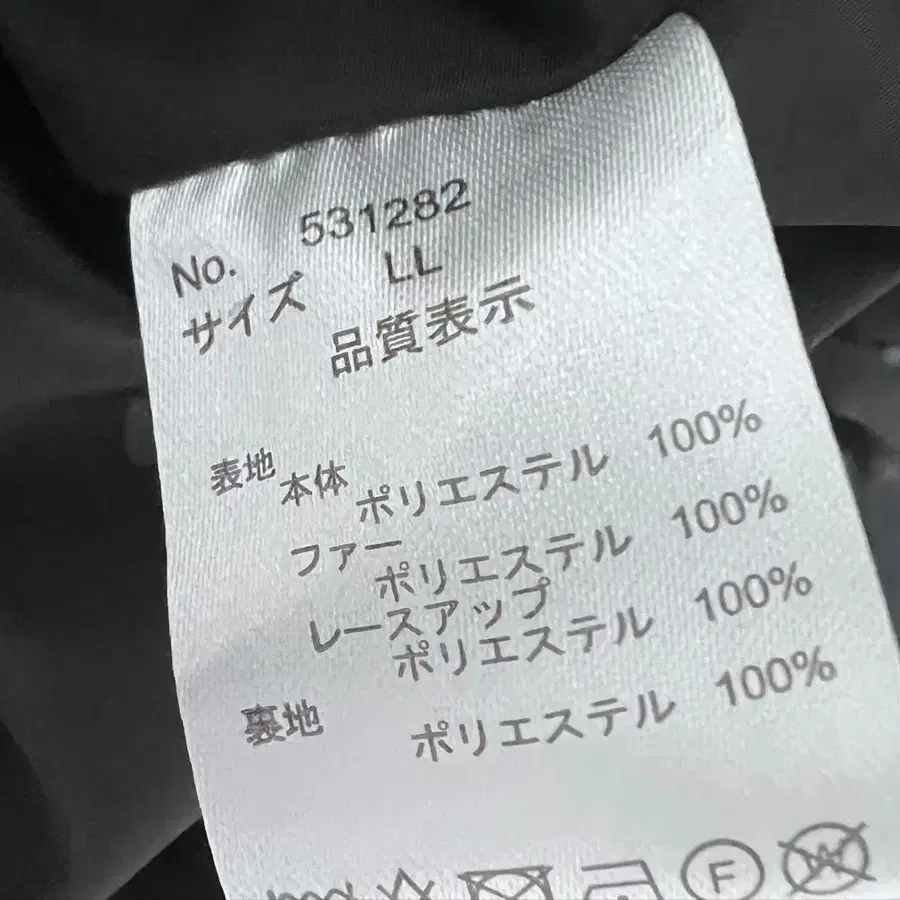 No. 531282
サイズ LL
品質表示
表地 本体
ポリエステル 100%
ファー
ポリエステル 100%
レースアップ
ポリエステル 100%
裏地
ポリエステル 100%
F
W